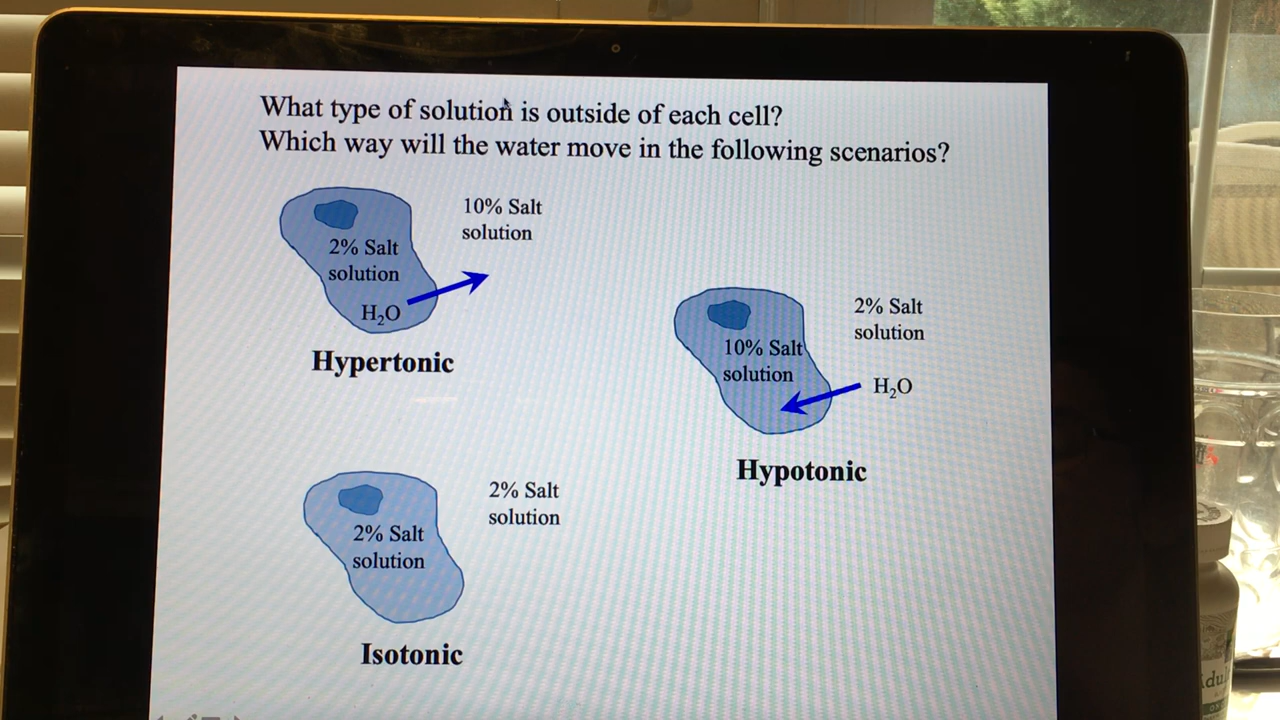 What type of solution is outside of each cell?
Which way will the water move in the following scenarios?
10% Salt
solution
2% Salt
solution
H₂O
Hypertonic
2% Salt
solution
10% Salt
solution
H₂O
Hypotonic
2% Salt
solution
2% Salt
solution
Isotonic